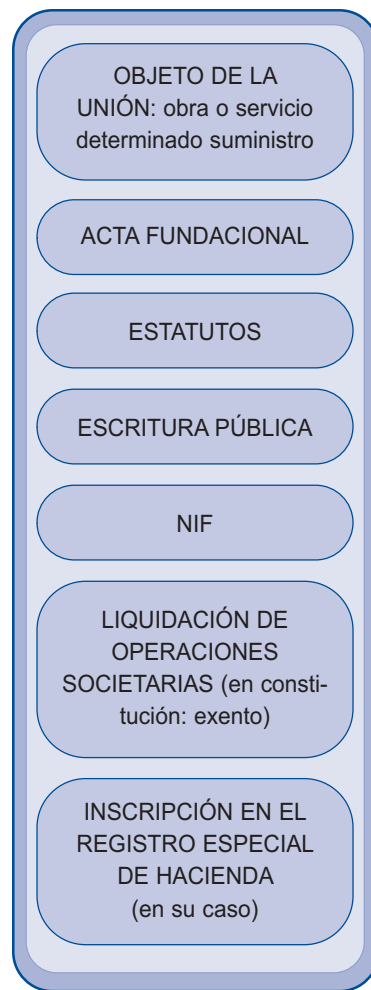 OBJETO DE LA
UNIÓN: obra o servicio
determinado suministro
ACTA FUNDACIONAL
ESTATUTOS
ESCRITURA PÚBLICA
NIF
LIQUIDACIÓN DE
OPERACIONES
SOCIETARIAS (en consti-
tución: exento)
INSCRIPCIÓN EN EL
REGISTRO ESPECIAL
DE HACIENDA
(en su caso)